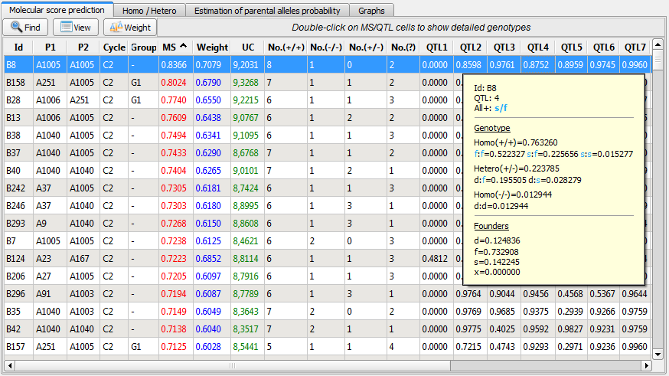 Molecular score prediction Homo / Hetero Estimation of parental alleles probability Graphs
Find View Weight Double-click on MS/QTL cells to show detailed genotypes
Id P1 P2 Cycle Group MS Weight UC No.(+/+) No.(-/-) No.(+/-) No.(?) QTL1 QTL2 QTL3 QTL4 QTL5 QTL6 QTL7
B8 A1005 A1005 C2 - 0.8366 0.7079 9,2031 8 1 0 2 0.0000 0.8598 0.9761 0.8752 0.8959 0.9745 0.9960
B158 A251 A1005 C2 G1 0.8024 0.6790 9,3268 7 1 1 2 0.0000
B28 A1006 A251 C2 G1 0.7740 0.6550 9,2215 6 1 1 3 0.0000
B13 A1006 A1005 C2 - 0.7609 0.6438 9,0767 6 1 2 2 0.0000
B38 A1040 A1005 C2 - 0.7494 0.6341 9,1095 6 1 1 3 0.0000
B37 A1040 A1005 C2 - 0.7433 0.6290 8,6768 7 1 1 2 0.0000
B40 A1040 A1005 C2 - 0.7404 0.6265 9,0101 7 1 2 1 0.0000
B242 A37 A1005 C2 - 0.7305 0.6181 8,7424 6 1 1 3 0.0000
B246 A37 A1040 C2 - 0.7303 0.6180 8,8995 6 1 3 1 0.0000
B293 A9 A1040 C2 - 0.7268 0.6150 8,8608 6 1 3 1 0.0000
B7 A1005 A1005 C2 - 0.7238 0.6125 8,4621 6 2 0 3 0.0000
B124 A23 A167 C2 - 0.7223 0.6852 8,8114 6 1 3 1 0.4812
B206 A27 A1005 C2 - 0.7205 0.6097 8,7916 6 1 1 3 0.0000
B296 A91 A1003 C2 - 0.7194 0.6087 8,7789 6 1 3 1 0.0000 0.9764 0.9044 0.9456 0.4568 0.5367 0.9644
B35 A1040 A1003 C2 - 0.7149 0.6049 8,3643 7 2 0 2 0.0000 0.9769 0.9685 0.9375 0.2939 0.9266 0.9759
B42 A1040 A1040 C2 - 0.7138 0.6040 8,3517 7 2 1 1 0.0000 0.9775 0.4025 0.9592 0.9827 0.9231 0.9759
B157 A251 A1005 C2 G1 0.7125 0.6028 8,5441 5 1 1 4 0.0000 0.7215 0.4743 0.9293 0.2971 0.9236 0.9960
Id: B8
QTL: 4
All+: s/f
Genotype
Homo(+/+)=0.763260
f:f=0.522327 s:f=0.225656 s:s=0.015277
Hetero(+/-)=0.223785
d:f=0.195505 d:s=0.028279
Homo(-/-)=0.012944
d:d=0.012944
Founders
d=0.124836
f=0.732908
s=0.142245
x=0.000000